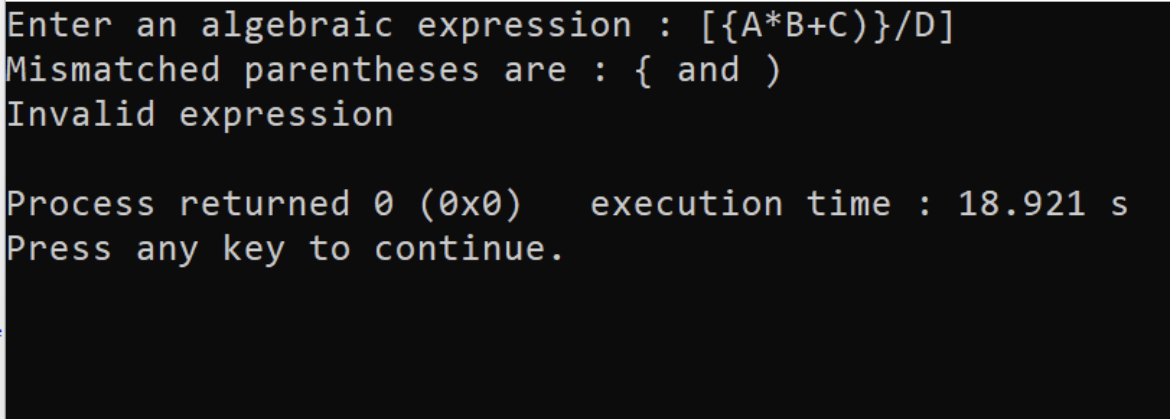 Enter an algebraic expression : [{A*B+C)}/D]
Mismatched parentheses are : { and )
Invalid expression
Process returned 0 (0x0)   execution time : 18.921 s
Press any key to continue.